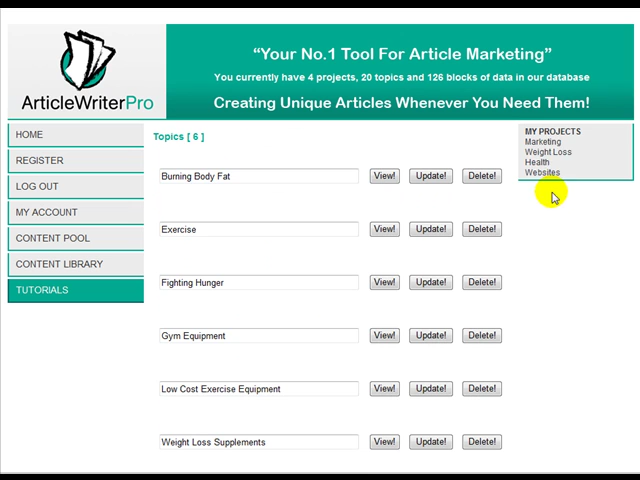 ArticleWriterPro
“Your No.1 Tool For Article Marketing”
You currently have 4 projects, 20 topics and 126 blocks of data in our database
Creating Unique Articles Whenever You Need Them!
HOME
REGISTER
LOG OUT
MY ACCOUNT
CONTENT POOL
CONTENT LIBRARY
TUTORIALS
Topics [ 6 ]
Burning Body Fat View! Update! Delete!
Exercise View! Update! Delete!
Fighting Hunger View! Update! Delete!
Gym Equipment View! Update! Delete!
Low Cost Exercise Equipment View! Update! Delete!
Weight Loss Supplements View! Update! Delete!
MY PROJECTS
Marketing
Weight Loss
Health
Websites